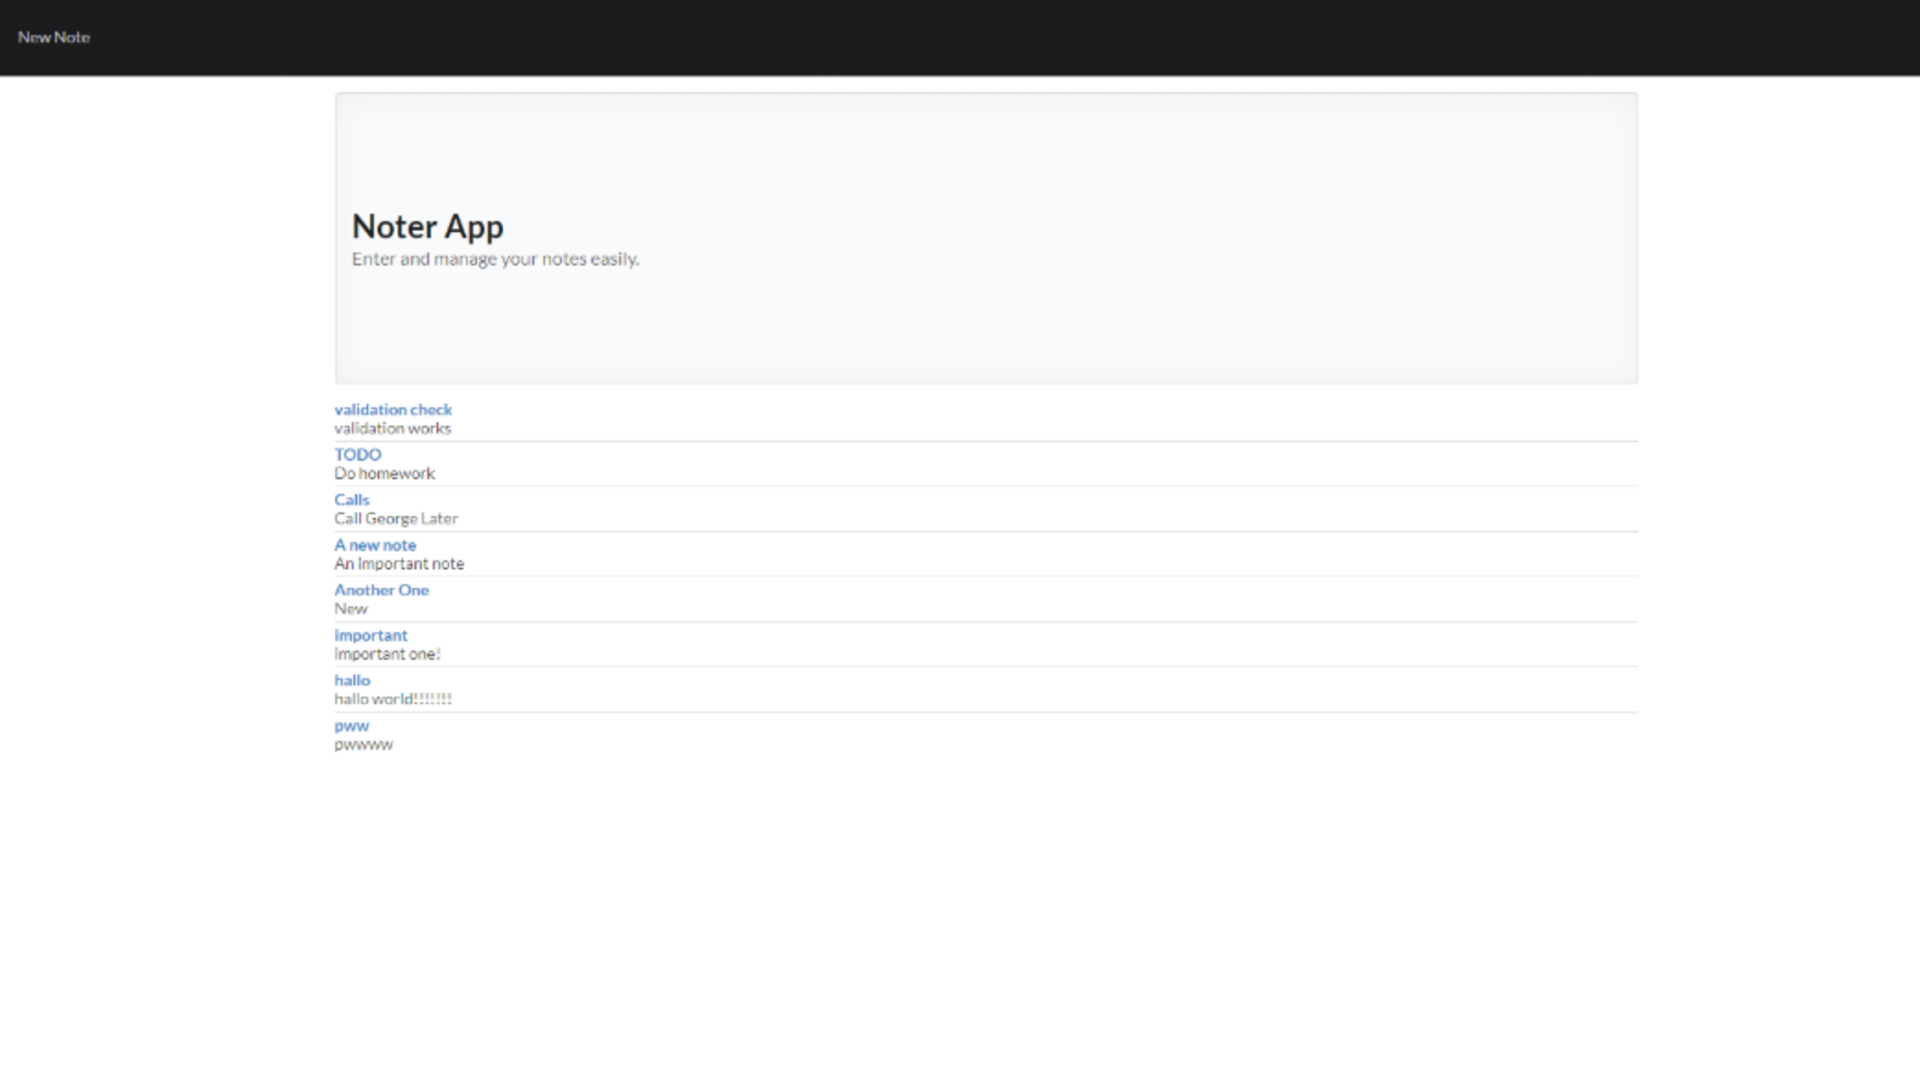 New Note
Noter App
Enter and manage your notes easily.
validation check
validation works
TODO
Do homework
Calls
Call George Later
A new note
An important note
Another One
New
important
Important one!
hallo
hallo world!!!!!!!
pww
pwwww